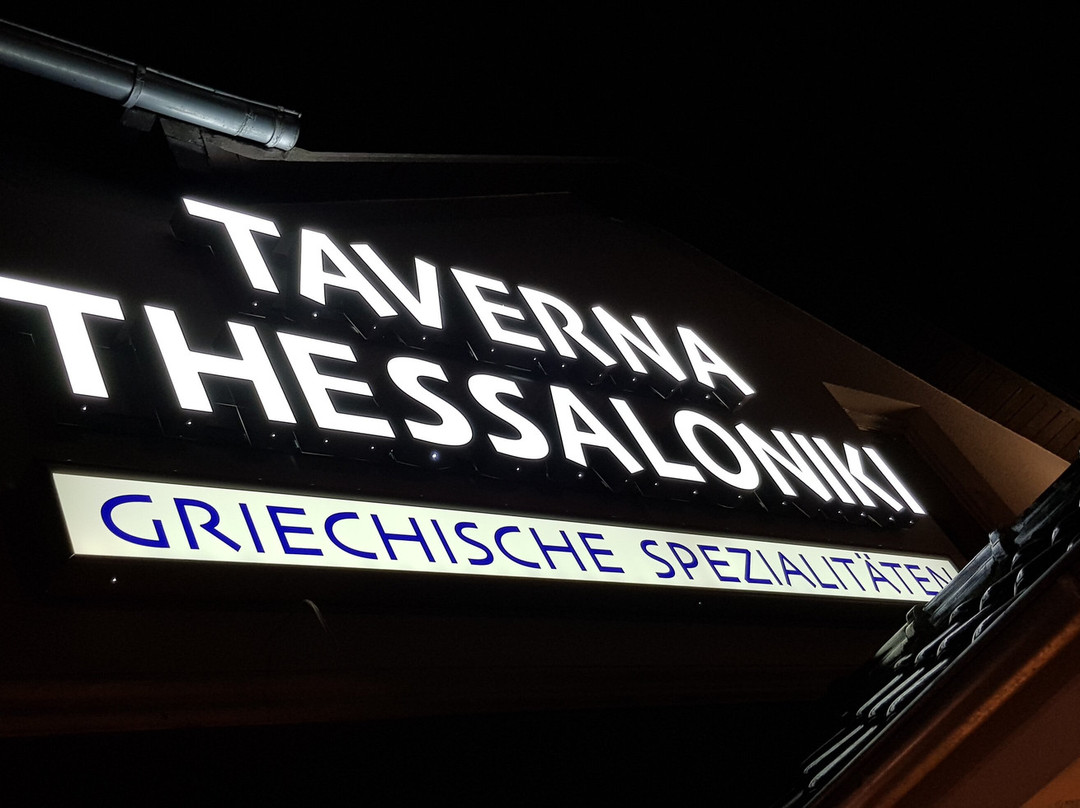 TAVERNA
THESSALONIKI
GRIECHISCHE SPEZIALITÄTEN